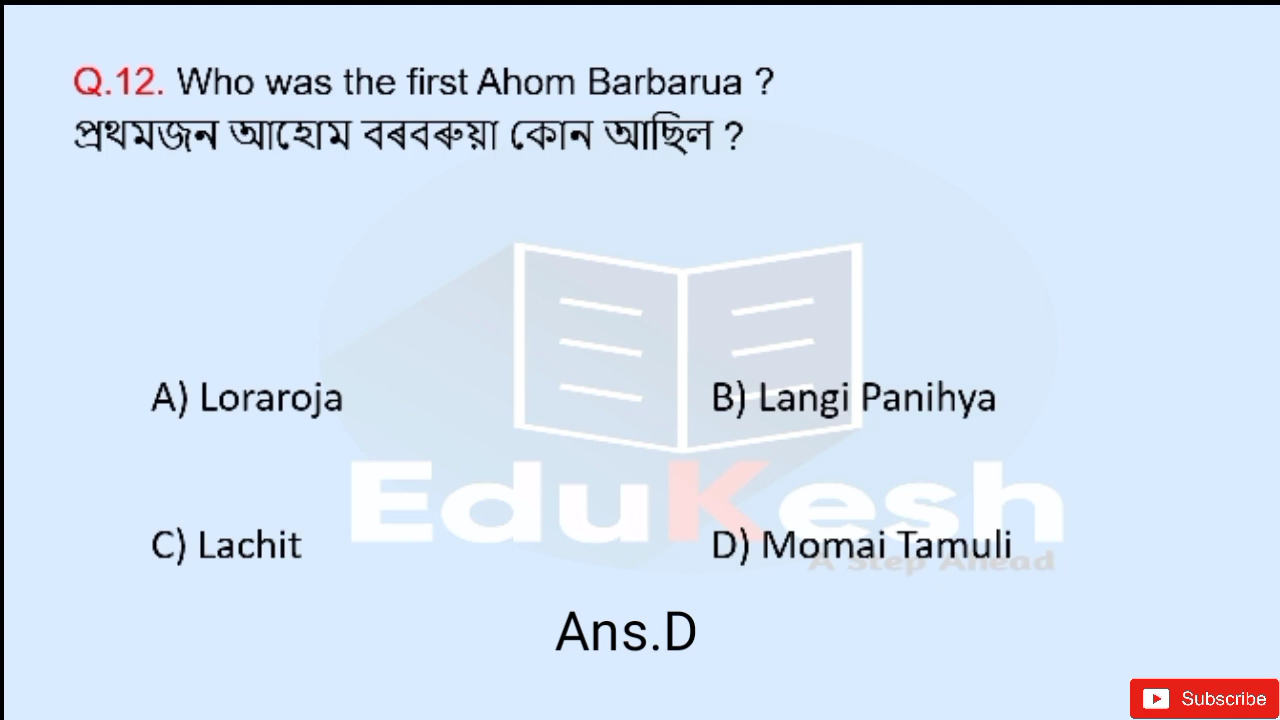 Q.12. Who was the first Ahom Barbarua ?
প্ৰথমজন আহোম বৰবৰুয়া কোন আছিল ?
A) Loraroja
B) Langi Panihya
EduKesh
C) Lachit
D) Momai Tamuli
A Step Ahead
Ans.D
Subscribe